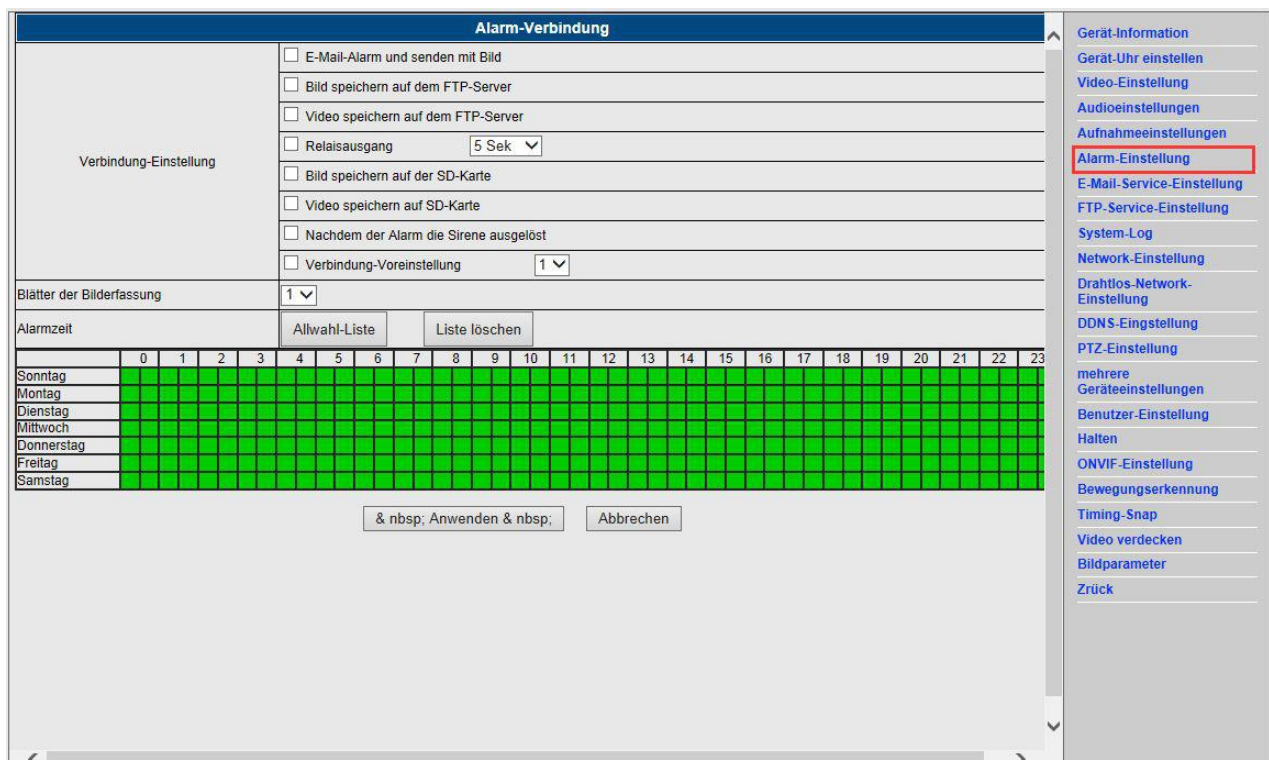 Alarm-Verbindung
Verbindung-Einstellung
E-Mail-Alarm und senden mit Bild
Bild speichern auf dem FTP-Server
Video speichern auf dem FTP-Server
Relaisausgang 5 Sek
Bild speichern auf der SD-Karte
Video speichern auf SD-Karte
Nachdem der Alarm die Sirene ausgelöst
Verbindung-Voreinstellung 1
Blätter der Bilderfassung 1
Alarmzeit Allwahl-Liste Liste löschen
0 1 2 3 4 5 6 7 8 9 10 11 12 13 14 15 16 17 18 19 20 21 22 23
Sonntag
Montag
Dienstag
Mittwoch
Donnerstag
Freitag
Samstag
& nbsp; Anwenden & nbsp; Abbrechen
Gerät-Information
Gerät-Uhr einstellen
Video-Einstellung
Audioeinstellungen
Aufnahmeeinstellungen
Alarm-Einstellung
E-Mail-Service-Einstellung
FTP-Service-Einstellung
System-Log
Network-Einstellung
Drahtlos-Network-
Einstellung
DDNS-Eingstellung
PTZ-Einstellung
mehrere
Geräteeinstellungen
Benutzer-Einstellung
Halten
ONVIF-Einstellung
Bewegungserkennung
Timing-Snap
Video verdecken
Bildparameter
Zrück